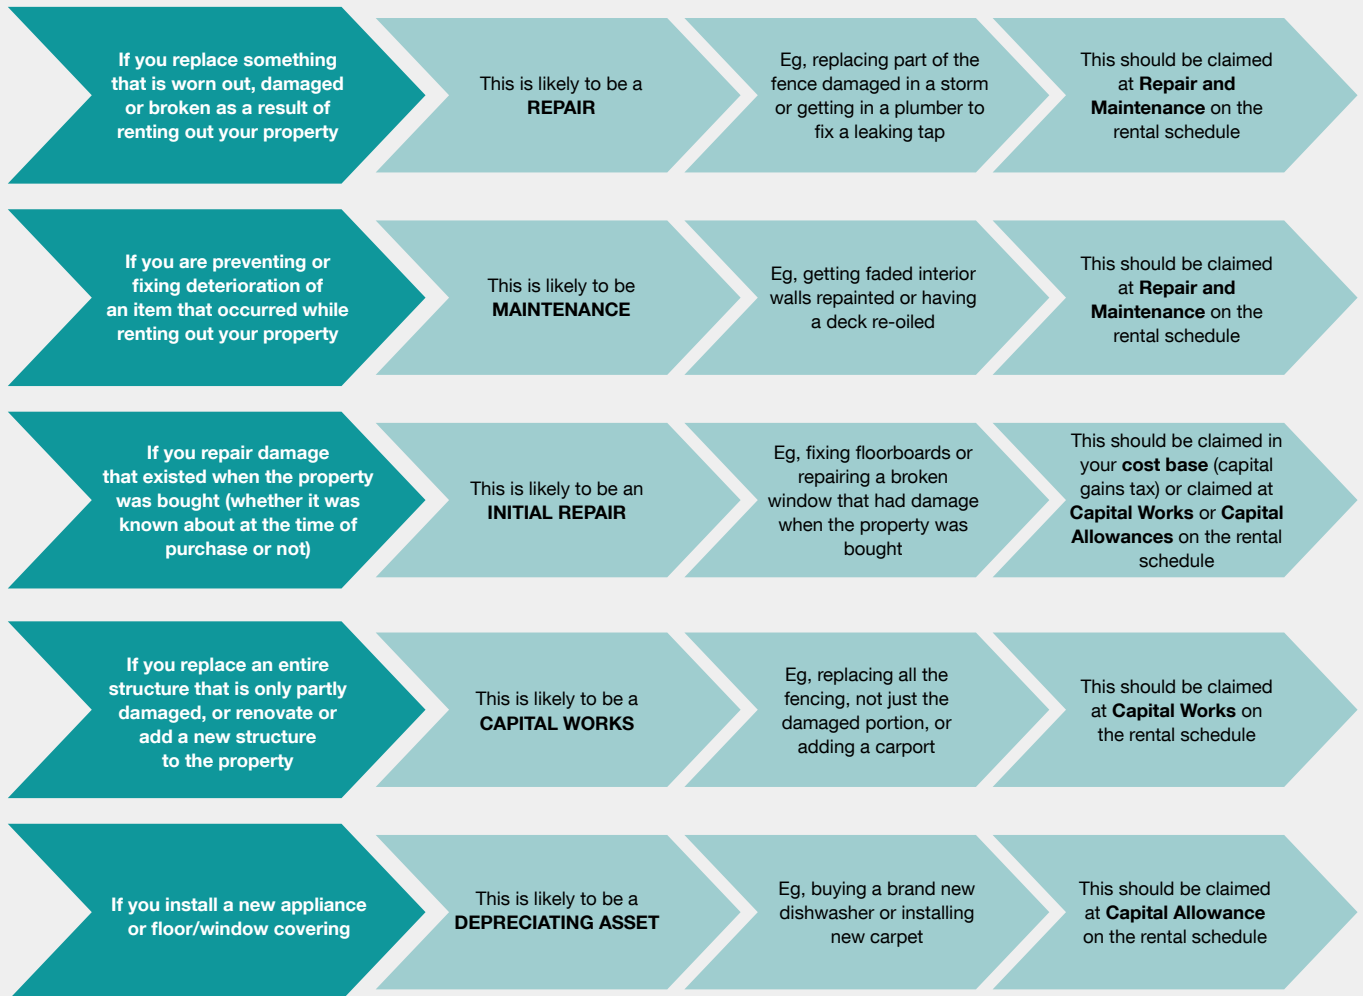 If you replace something
that is worn out, damaged
or broken as a result of
renting out your property
This is likely to be a
REPAIR
Eg, replacing part of the
fence damaged in a storm
or getting in a plumber to
fix a leaking tap
This should be claimed
at Repair and
Maintenance on the
rental schedule
If you are preventing or
fixing deterioration of
an item that occurred while
renting out your property
This is likely to be
MAINTENANCE
Eg, getting faded interior
walls repainted or having
a deck re-oiled
This should be claimed
at Repair and
Maintenance on the
rental schedule
If you repair damage
that existed when the property
was bought (whether it was
known about at the time of
purchase or not)
This is likely to be an
INITIAL REPAIR
Eg, fixing floorboards or
repairing a broken
window that had damage
when the property was
bought
This should be claimed in
your cost base (capital
gains tax) or claimed at
Capital Works or Capital
Allowances on the rental
schedule
If you replace an entire
structure that is only partly
damaged, or renovate or
add a new structure
to the property
This is likely to be a
CAPITAL WORKS
Eg, replacing all the
fencing, not just the
damaged portion, or
adding a carport
This should be claimed
at Capital Works on
the rental schedule
If you install a new appliance
or floor/window covering
This is likely to be a
DEPRECIATING ASSET
Eg, buying a brand new
dishwasher or installing
new carpet
This should be claimed
at Capital Allowance
on the rental schedule